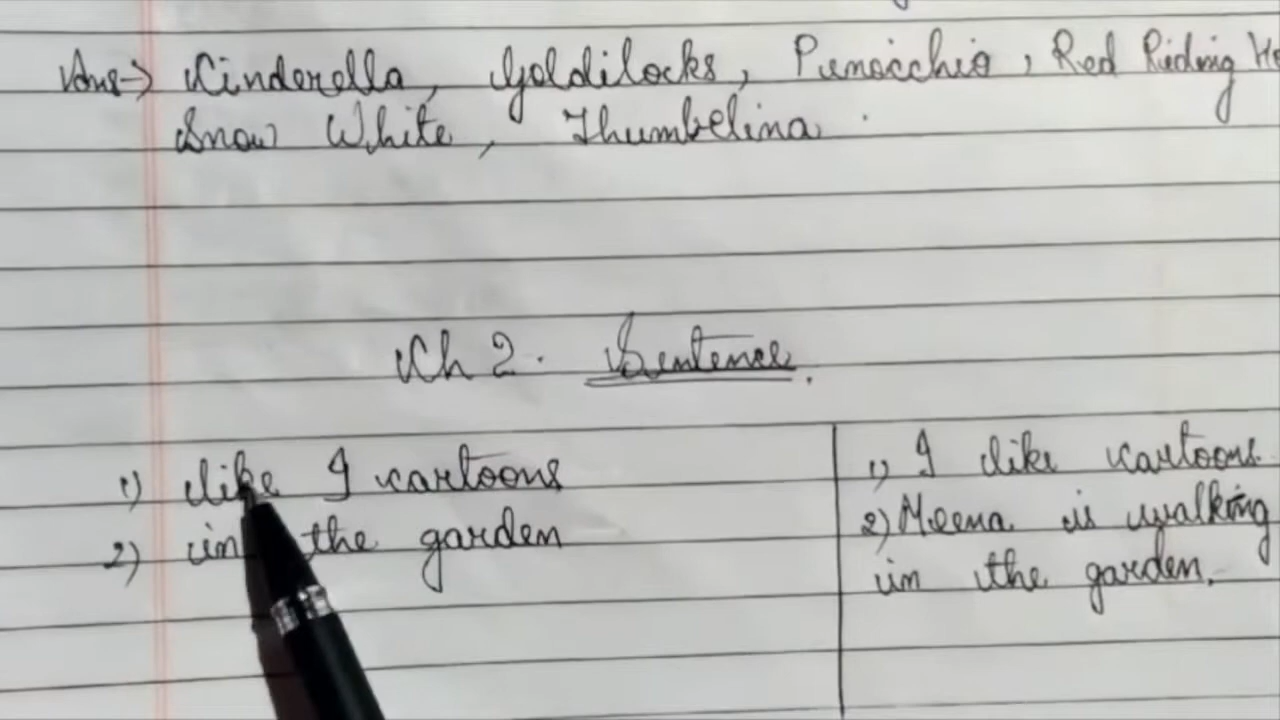 Ans→ Cinderella, Goldilocks, Pinocchio, Red Riding
Snow White, Thumbelina.
Ch 2. Sentence.
1) like I cartoons
2) in the garden
1) I like cartoons.
2) Meena is walking
in the garden.